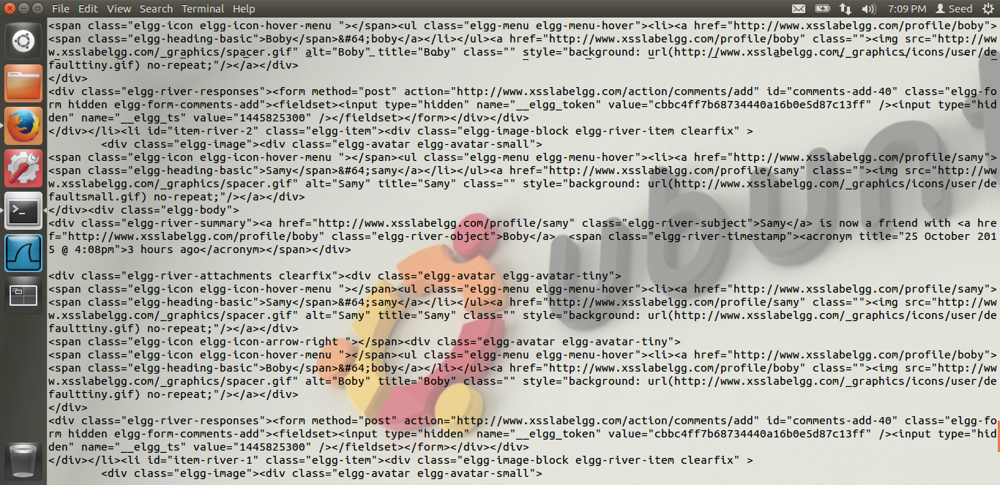 File Edit View Search Terminal Help 7:09 PM Seed
<span class="elgg-icon elgg-icon-hover-menu "></span><ul class="elgg-menu elgg-menu-hover"><li><a href="http://www.xsslabelgg.com/profile/boby">
<span class="elgg-heading-basic">Boby</span>&#64;boby</a></li></ul><a href="http://www.xsslabelgg.com/profile/boby" class=""><img src="http://ww
w.xsslabelgg.com/_graphics/spacer.gif" alt="Boby" title="Boby" class="" style="background: url(http://www.xsslabelgg.com/_graphics/icons/user/de
faulttiny.gif) no-repeat;"/></a></div>
</div>
<div class="elgg-river-responses"><form method="post" action="http://www.xsslabelgg.com/action/comments/add" id="comments-add-40" class="elgg-fo
rm hidden elgg-form-comments-add"><fieldset><input type="hidden" name="__elgg_token" value="cbbc4ff7b68734440a16b0e5d87c13ff" /><input type="hid
den" name="__elgg_ts" value="1445825300" /></fieldset></form></div></div>
</div></li><li id="item-river-2" class="elgg-item"><div class="elgg-image-block elgg-river-item clearfix" >
<div class="elgg-image"><div class="elgg-avatar elgg-avatar-small">
<span class="elgg-icon elgg-icon-hover-menu "></span><ul class="elgg-menu elgg-menu-hover"><li><a href="http://www.xsslabelgg.com/profile/samy">
<span class="elgg-heading-basic">Samy</span>&#64;samy</a></li></ul><a href="http://www.xsslabelgg.com/profile/samy" class=""><img src="http://ww
w.xsslabelgg.com/_graphics/spacer.gif" alt="Samy" title="Samy" class="" style="background: url(http://www.xsslabelgg.com/_graphics/icons/user/de
faultsmall.gif) no-repeat;"/></a></div>
</div><div class="elgg-body">
<div class="elgg-river-summary"><a href="http://www.xsslabelgg.com/profile/samy" class="elgg-river-subject">Samy</a> is now a friend with <a hre
f="http://www.xsslabelgg.com/profile/boby" class="elgg-river-object">Boby</a>  <span class="elgg-river-timestamp"><acronym title="25 October 201
5 @ 4:08pm">3 hours ago</acronym></span></div>
<div class="elgg-river-attachments clearfix"><div class="elgg-avatar elgg-avatar-tiny">
<span class="elgg-icon elgg-icon-hover-menu "></span><ul class="elgg-menu elgg-menu-hover"><li><a href="http://www.xsslabelgg.com/profile/samy">
<span class="elgg-heading-basic">Samy</span>&#64;samy</a></li></ul><a href="http://www.xsslabelgg.com/profile/samy" class=""><img src="http://ww
w.xsslabelgg.com/_graphics/spacer.gif" alt="Samy" title="Samy" class="" style="background: url(http://www.xsslabelgg.com/_graphics/icons/user/de
faulttiny.gif) no-repeat;"/></a></div>
<span class="elgg-icon elgg-icon-arrow-right "></span><div class="elgg-avatar elgg-avatar-tiny">
<span class="elgg-icon elgg-icon-hover-menu "></span><ul class="elgg-menu elgg-menu-hover"><li><a href="http://www.xsslabelgg.com/profile/boby">
<span class="elgg-heading-basic">Boby</span>&#64;boby</a></li></ul><a href="http://www.xsslabelgg.com/profile/boby" class=""><img src="http://ww
w.xsslabelgg.com/_graphics/spacer.gif" alt="Boby" title="Boby" class="" style="background: url(http://www.xsslabelgg.com/_graphics/icons/user/de
faulttiny.gif) no-repeat;"/></a></div>
</div>
<div class="elgg-river-responses"><form method="post" action="http://www.xsslabelgg.com/action/comments/add" id="comments-add-40" class="elgg-fo
rm hidden elgg-form-comments-add"><fieldset><input type="hidden" name="__elgg_token" value="cbbc4ff7b68734440a16b0e5d87c13ff" /><input type="hid
den" name="__elgg_ts" value="1445825300" /></fieldset></form></div></div>
</div></li><li id="item-river-1" class="elgg-item"><div class="elgg-image-block elgg-river-item clearfix" >
<div class="elgg-image"><div class="elgg-avatar elgg-avatar-small">